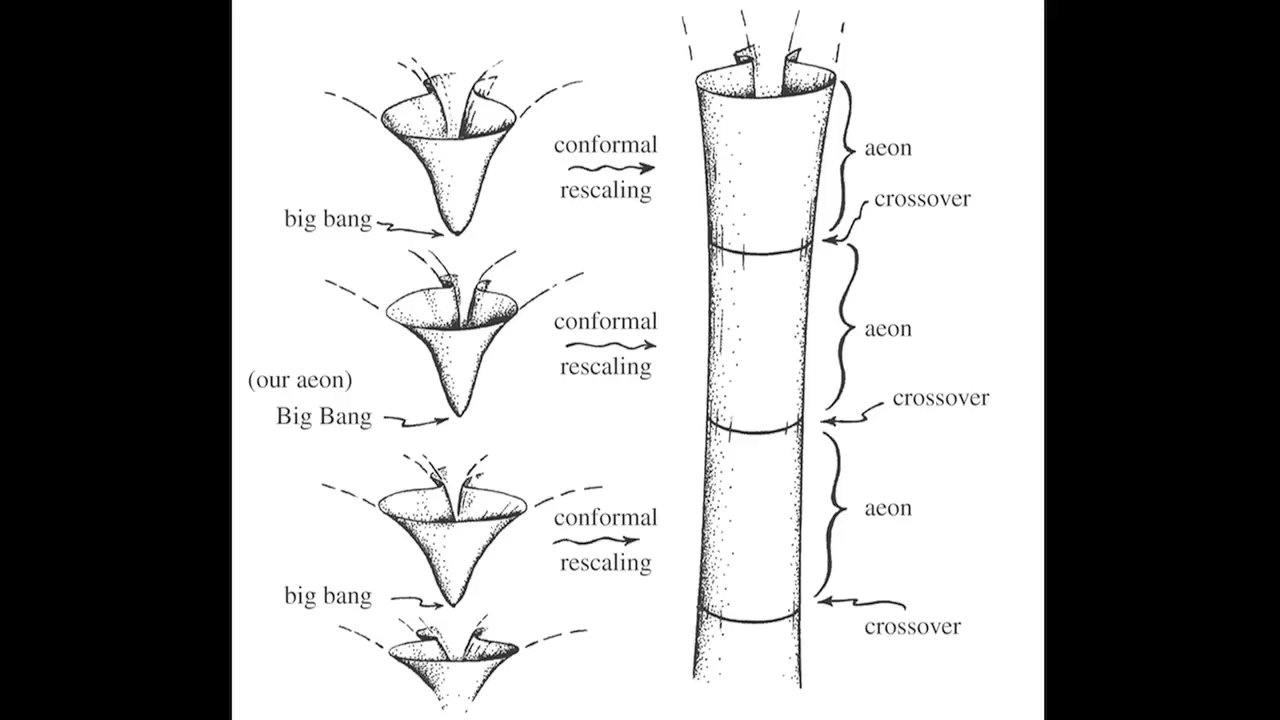 conformal
rescaling
big bang
aeon
crossover
conformal
rescaling
aeon
(our aeon)
Big Bang
crossover
conformal
rescaling
aeon
big bang
crossover